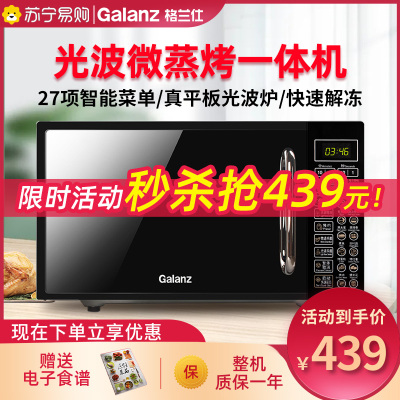 苏宁易购 Galanz 格兰仕
光波微蒸烤一体机
27项智能菜单/真平板光波炉/快速解冻
03:46
限时活动秒杀抢439元!
Galanz
现在下单立享优惠
活动到手价
¥439
赠送
电子食谱
保
整机
质保一年